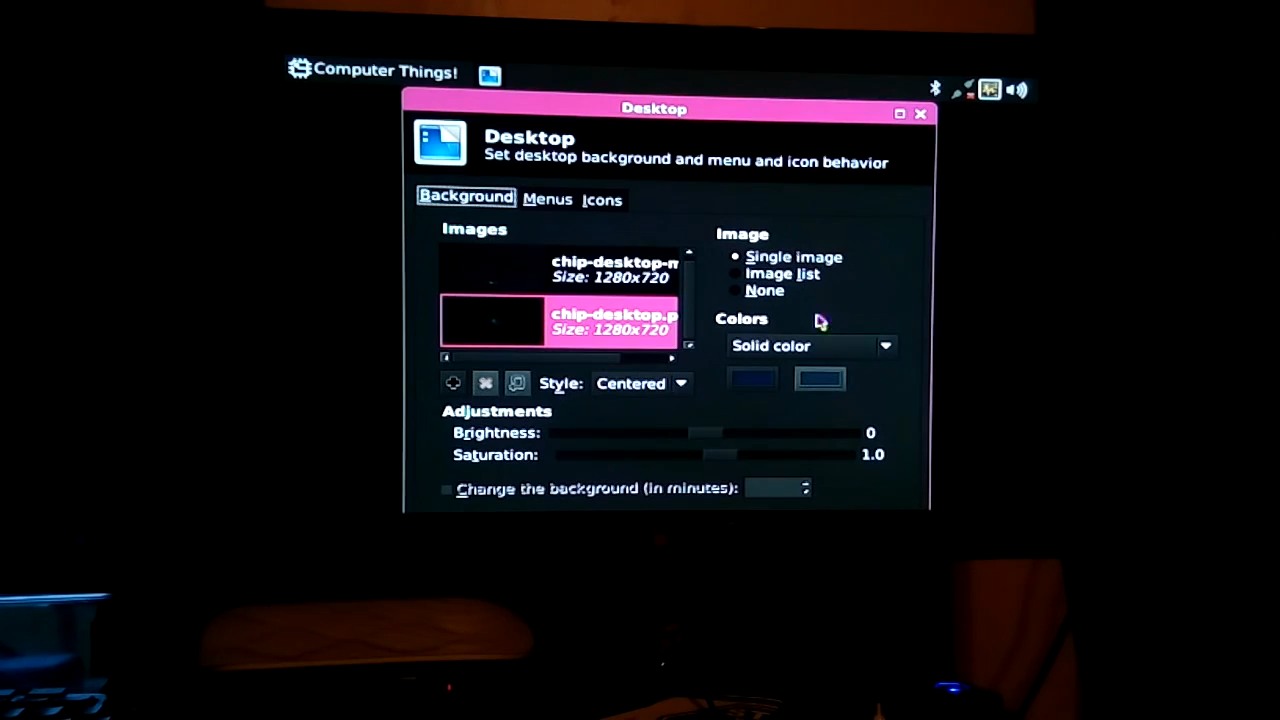 Computer Things!
Desktop
Desktop
Set desktop background and menu and icon behavior
Background Menus Icons
Images
chip-desktop-m
Size: 1280x720
chip-desktop.p
Size: 1280x720
Style: Centered
Image
Single image
Image list
None
Colors
Solid color
Adjustments
Brightness: 0
Saturation: 1.0
Change the background (in minutes):